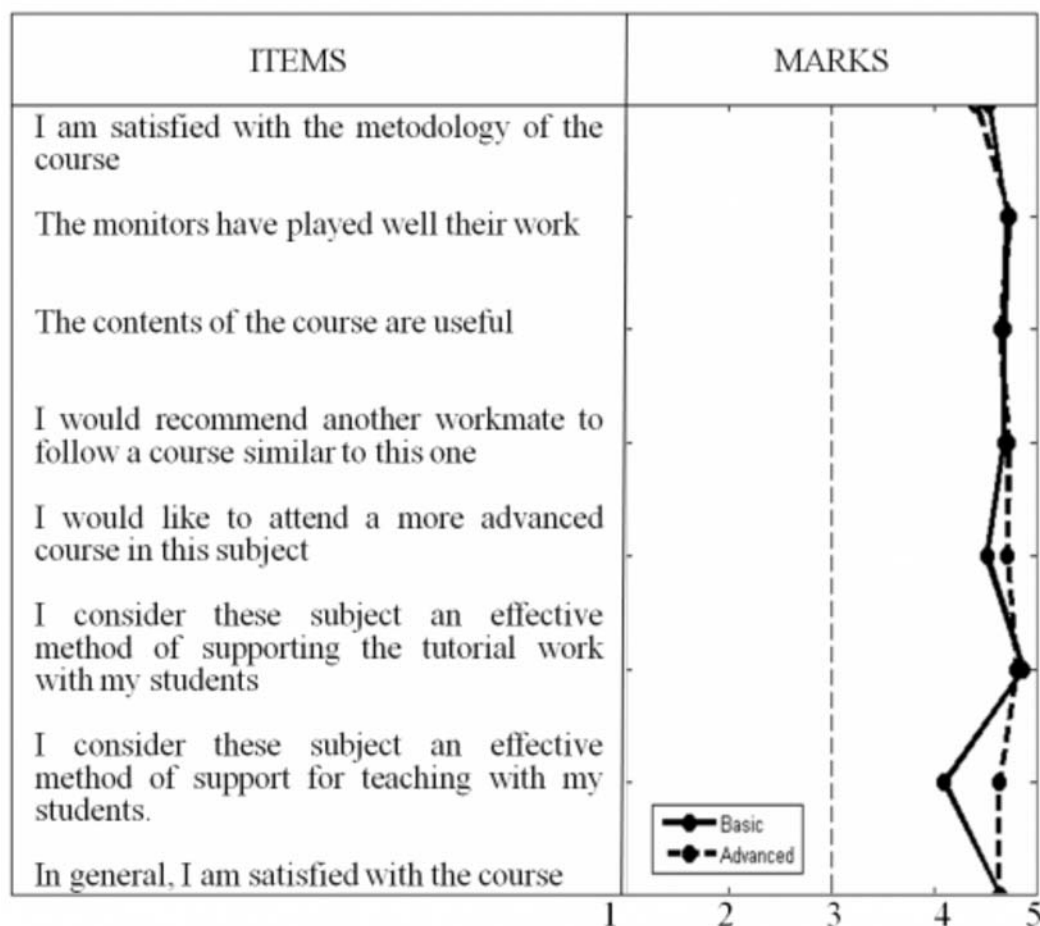 ITEMS
MARKS
I am satisfied with the metodology of the
course
The monitors have played well their work
The contents of the course are useful
I would recommend another workmate to
follow a course similar to this one
I would like to attend a more advanced
course in this subject
I consider these subject an effective
method of supporting the tutorial work
with my students
I consider these subject an effective
method of support for teaching with my
students.
In general, I am satisfied with the course
Basic
Advanced
1 2 3 4 5